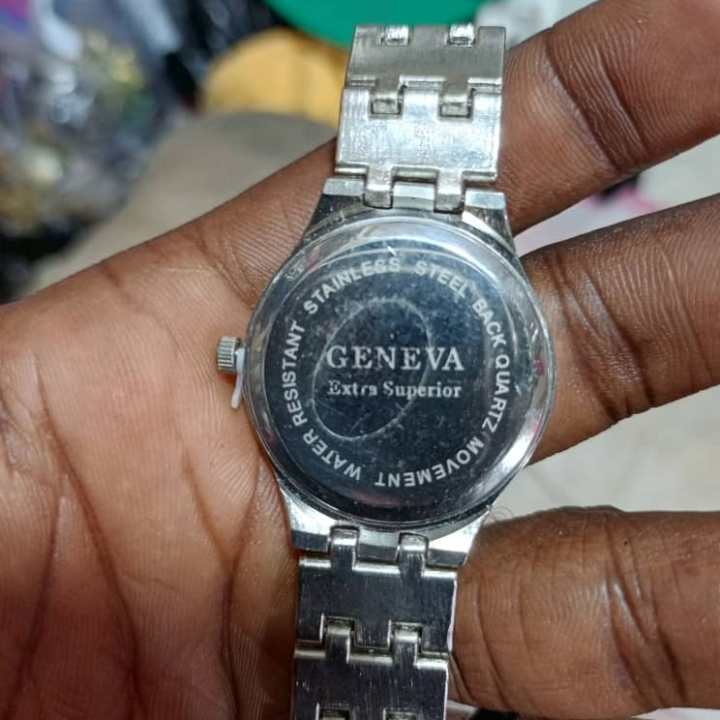 GENEVA
Extra Superior
STAINLESS STEEL BACK QUARTZ MOVEMENT WATER RESISTANT